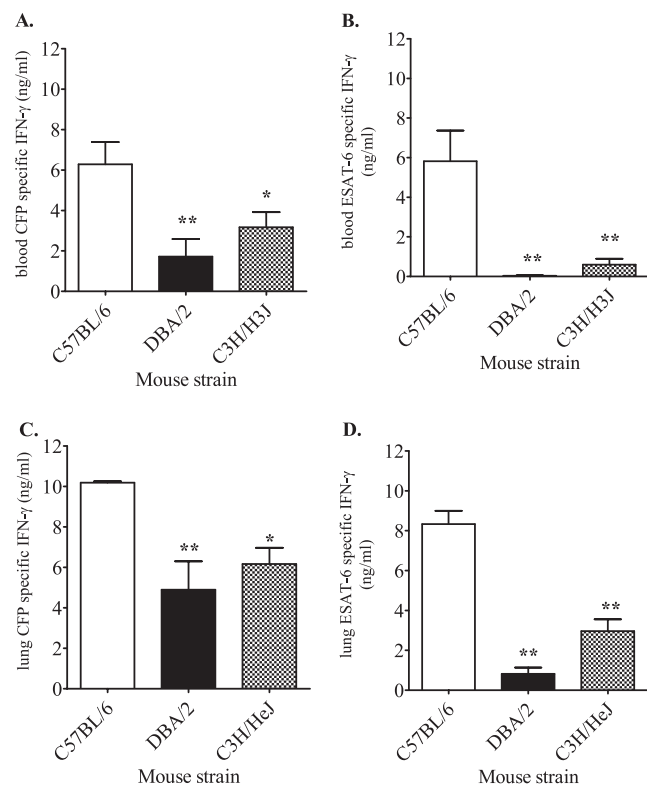 A.
blood CFP specific IFN-γ (ng/ml)
12
10
8
6
4
2
0
**
*
C57BL/6
DBA/2
C3H/H3J
Mouse strain
B.
blood ESAT-6 specific IFN-γ
(ng/ml)
12
10
8
6
4
2
0
**
**
C57BL/6
DBA/2
C3H/H3J
Mouse strain
C.
lung CFP specific IFN-γ (ng/ml)
12
10
8
6
4
2
0
**
*
C57BL/6
DBA/2
C3H/HeJ
Mouse strain
D.
lung ESAT-6 specific IFN-γ
(ng/ml)
12
10
8
6
4
2
0
**
**
C57BL/6
DBA/2
C3H/HeJ
Mouse strain